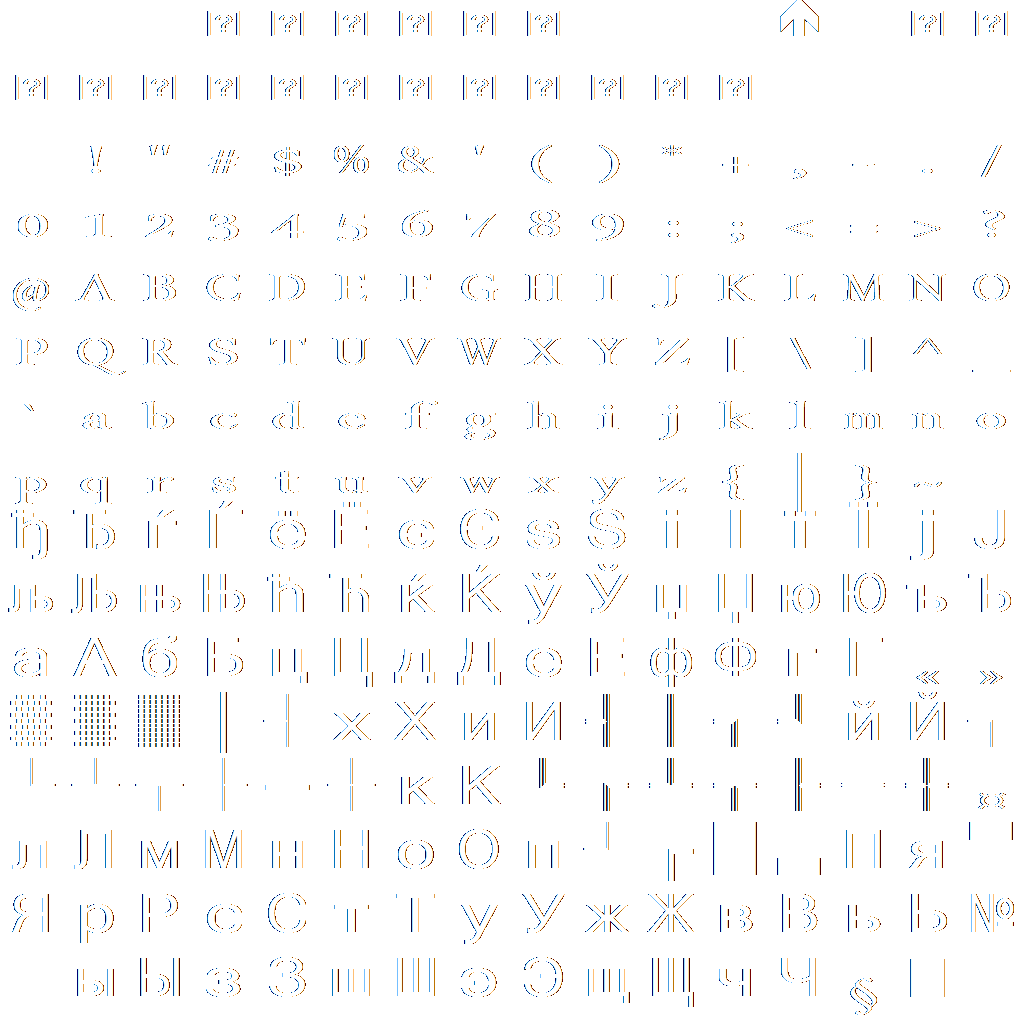 ? ? ? ? ? ? ↑ ? ?
? ? ? ? ? ? ? ? ? ? ? ?
! " # $ % & ' ( ) * + , - . /
0 1 2 3 4 5 6 7 8 9 : ; < = > ?
@ A B C D E F G H I J K L M N O
P Q R S T U V W X Y Z [ \ ] ^ _
` a b c d e f g h i j k l m n o
p q r s t u v w x y z { | } ~
ђ Ђ ѓ Ѓ ё Ё є Є ѕ Ѕ і І ї Ї ј Ј
љ Љ њ Њ ћ Ћ ќ Ќ ў Ў џ Џ ю Ю ъ Ъ
а А б Б ц Ц д Д е Е ф Ф г Г « »
░ ▒ ▓ │ ┤ х Х и И ╣ ║ ╗ ╝ й Й ┐
└ ┴ ┬ ├ ─ ┼ к К ╚ ╔ ╩ ╦ ╠ ═ ╬ ¤
л Л м М н Н о О п ┘ ┌ █ ▄ П я ▀
Я р Р с С т Т у У ж Ж в В ь Ь №
ы Ы з З ш Ш э Э щ Щ ч Ч § ■